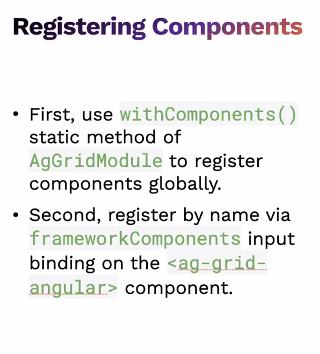 Registering Components
• First, use withComponents()
static method of
AgGridModule to register
components globally.
• Second, register by name via
frameworkComponents input
binding on the <ag-grid-
angular> component.